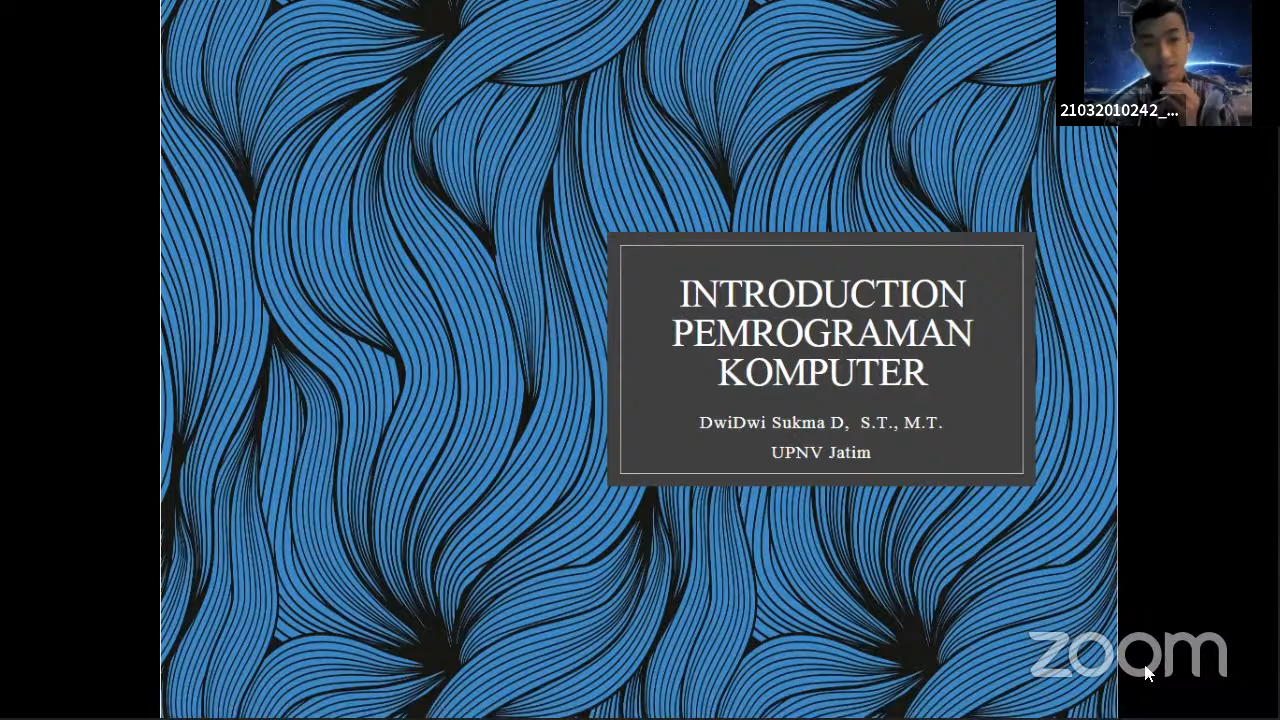 21032010242_...
INTRODUCTION
PEMROGRAMAN
KOMPUTER
DwiDwi Sukma D, S.T., M.T.
UPNV Jatim
zoom